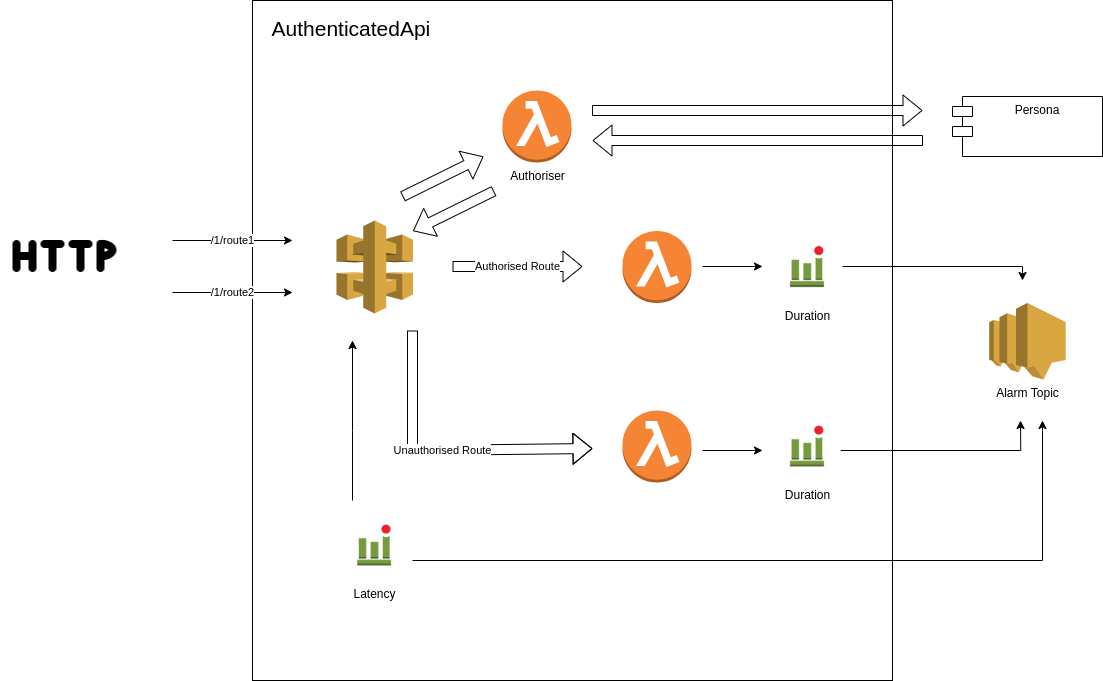 AuthenticatedApi
Persona
Authoriser
HTTP
/1/route1
Authorised Route
/1/route2
Duration
Alarm Topic
Unauthorised Route
Duration
Latency